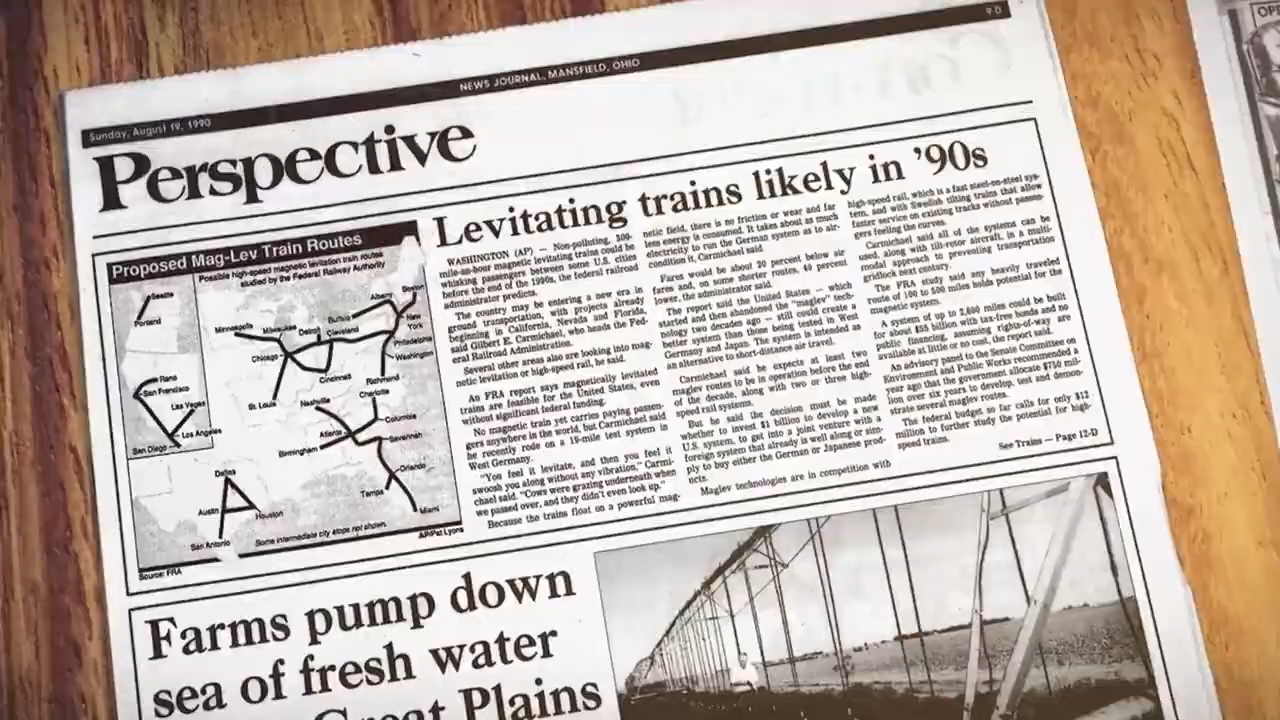 9-D
NEWS JOURNAL, MANSFIELD, OHIO
Sunday, August 19, 1990
Perspective
Levitating trains likely in '90s
Proposed Mag-Lev Train Routes
Possible high-speed magnetic levitation train routes
studied by the Federal Railway Authority
Seattle
Portland
Reno
San Francisco
Las Vegas
Los Angeles
San Diego
Dallas
Austin
Houston
San Antonio
Minneapolis
Milwaukee
Detroit
Cleveland
Chicago
Cincinnati
St. Louis
Buffalo
Albany
Boston
New
York
Philadelphia
Washington
Richmond
Nashville
Charlotte
Columbia
Atlanta
Savannah
Birmingham
Orlando
Tampa
Miami
Some intermediate city stops not shown.
Source: FRA
AP/Pat Lyons
WASHINGTON (AP) — Non-polluting, 300-
mile-an-hour magnetic levitating trains could be
whisking passengers between some U.S. cities
before the end of the 1990s, the federal railroad
administrator predicts.
The country may be entering a new era in
ground transportation, with projects already
beginning in California, Nevada and Florida,
said Gilbert E. Carmichael, who heads the Fed-
eral Railroad Administration.
Several other areas also are looking into mag-
netic levitation or high-speed rail, he said.
An FRA report says magnetically levitated
trains are feasible for the United States, even
without significant federal funding.
No magnetic train yet carries paying passen-
gers anywhere in the world, but Carmichael said
he recently rode on a 19-mile test system in
West Germany.
"You feel it levitate, and then you feel it
swoosh you along without any vibration," Carmi-
chael said. "Cows were grazing underneath when
we passed over, and they didn't even look up."
Because the trains float on a powerful mag-
netic field, there is no friction or wear and far
less energy is consumed. It takes about as much
electricity to run the German system as to air-
condition it, Carmichael said.
Fares would be about 20 percent below air
fares and, on some shorter routes, 40 percent
lower, the administrator said.
The report said the United States — which
started and then abandoned the "maglev" tech-
nology two decades ago — still could create a
better system than those being tested in West
Germany and Japan. The system is intended as
an alternative to short-distance air travel.
Carmichael said he expects at least two
maglev routes to be in operation before the end
of the decade, along with two or three high-
speed rail systems.
But he said the decision must be made
whether to invest $1 billion to develop a new
U.S. system, to get into a joint venture with a
foreign system that already is well along or sim-
ply to buy either the German or Japanese prod-
ucts.
Maglev technologies are in competition with
high-speed rail, which is a fast steel-on-steel sys-
tem, and with Swedish tilting trains that allow
faster service on existing tracks without passen-
gers feeling the curves.
Carmichael said all of the systems can be
used, along with tilt-rotor aircraft, in a multi-
modal approach to preventing transportation
gridlock next century.
The FRA study said any heavily traveled
route of 100 to 500 miles holds potential for the
magnetic system.
A system of up to 2,600 miles could be built
for about $35 billion with tax-free bonds and no
public financing, assuming rights-of-way are
available at little or no cost, the report said.
An advisory panel to the Senate Committee on
Environment and Public Works recommended a
year ago that the government allocate $750 mil-
lion over six years to develop, test and demon-
strate several maglev routes.
The federal budget so far calls for only $12
million to further study the potential for high-
speed trains.
See Trains — Page 12-D
Farms pump down
sea of fresh water
Great Plains